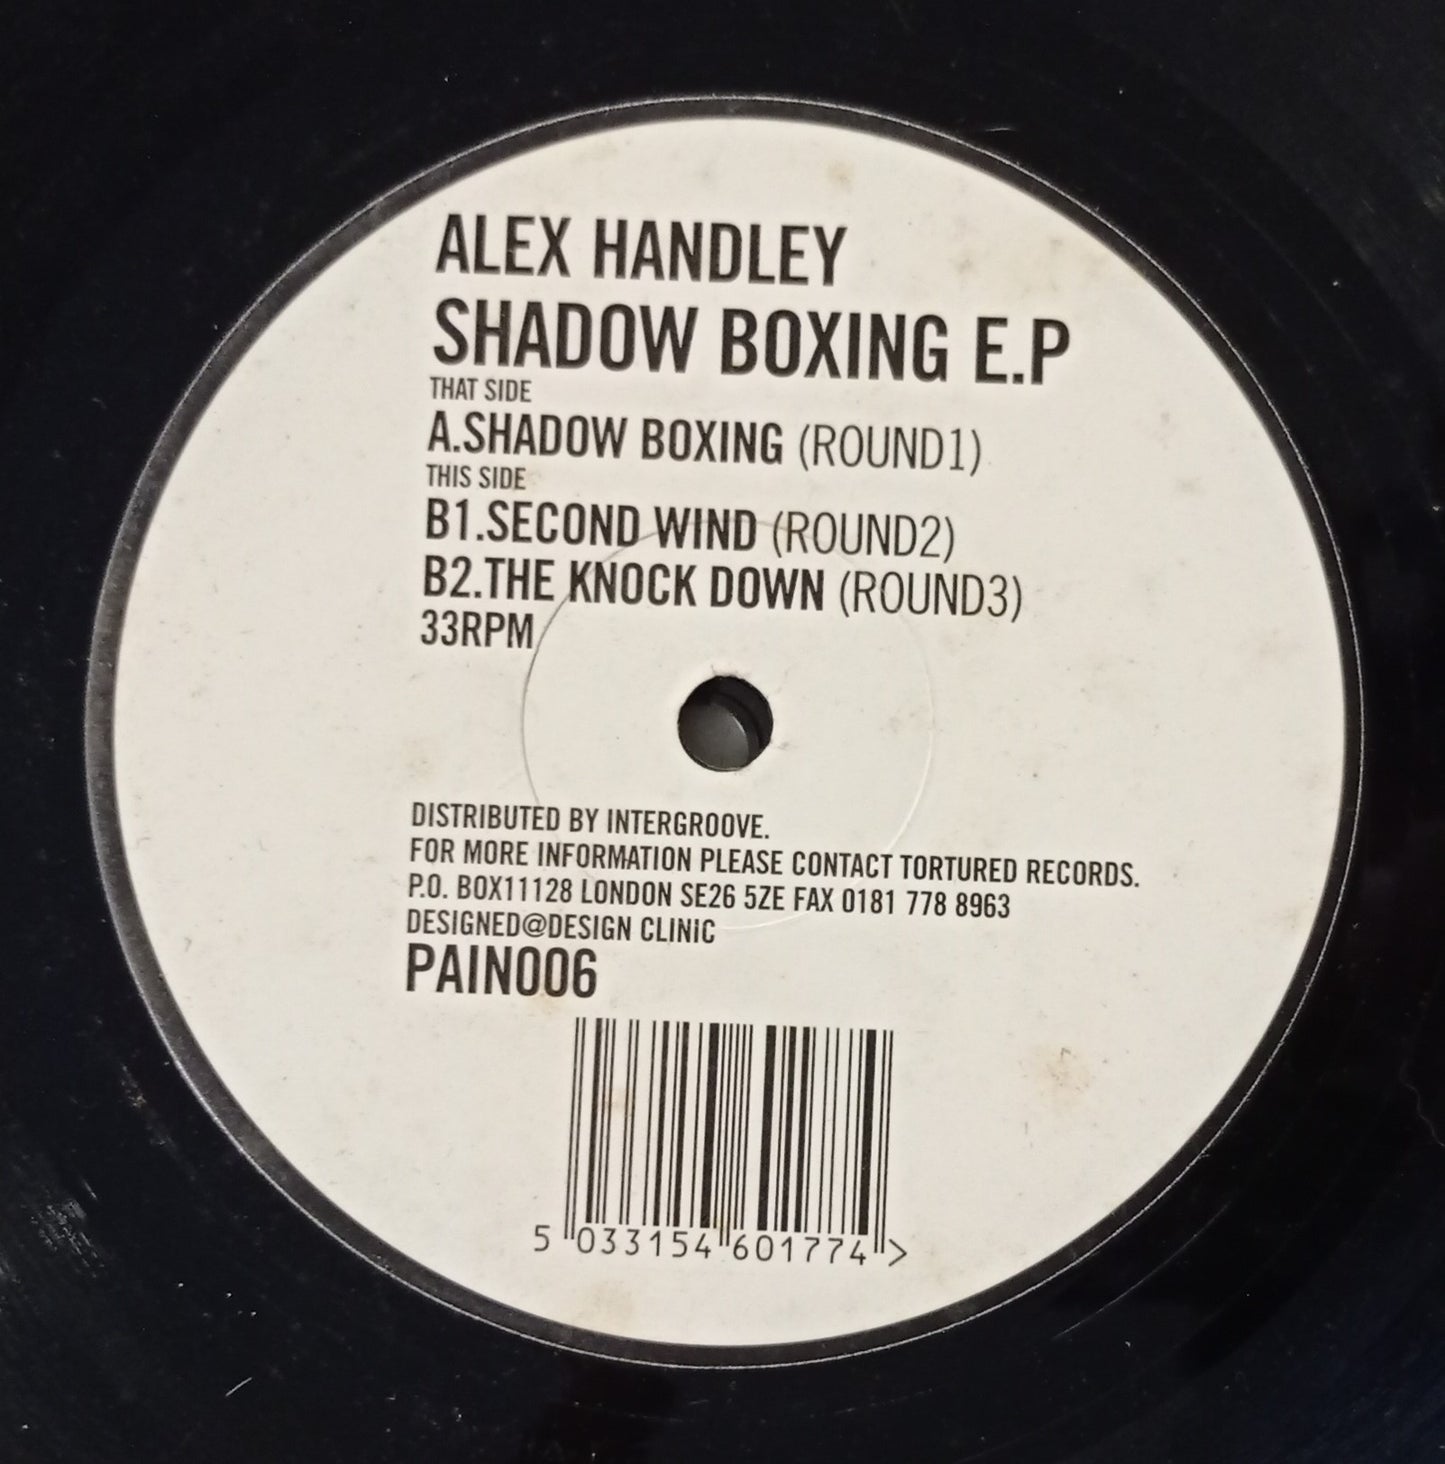 ALEX HANDLEY
SHADOW BOXING E.P
THAT SIDE
A.SHADOW BOXING (ROUND1)
THIS SIDE
B1.SECOND WIND (ROUND2)
B2.THE KNOCK DOWN (ROUND3)
33RPM
DISTRIBUTED BY INTERGROOVE.
FOR MORE INFORMATION PLEASE CONTACT TORTURED RECORDS.
P.O. BOX11128 LONDON SE26 5ZE FAX 0181 778 8963
DESIGNED@DESIGN CLINiC
PAIN006
5 033154 601774 >